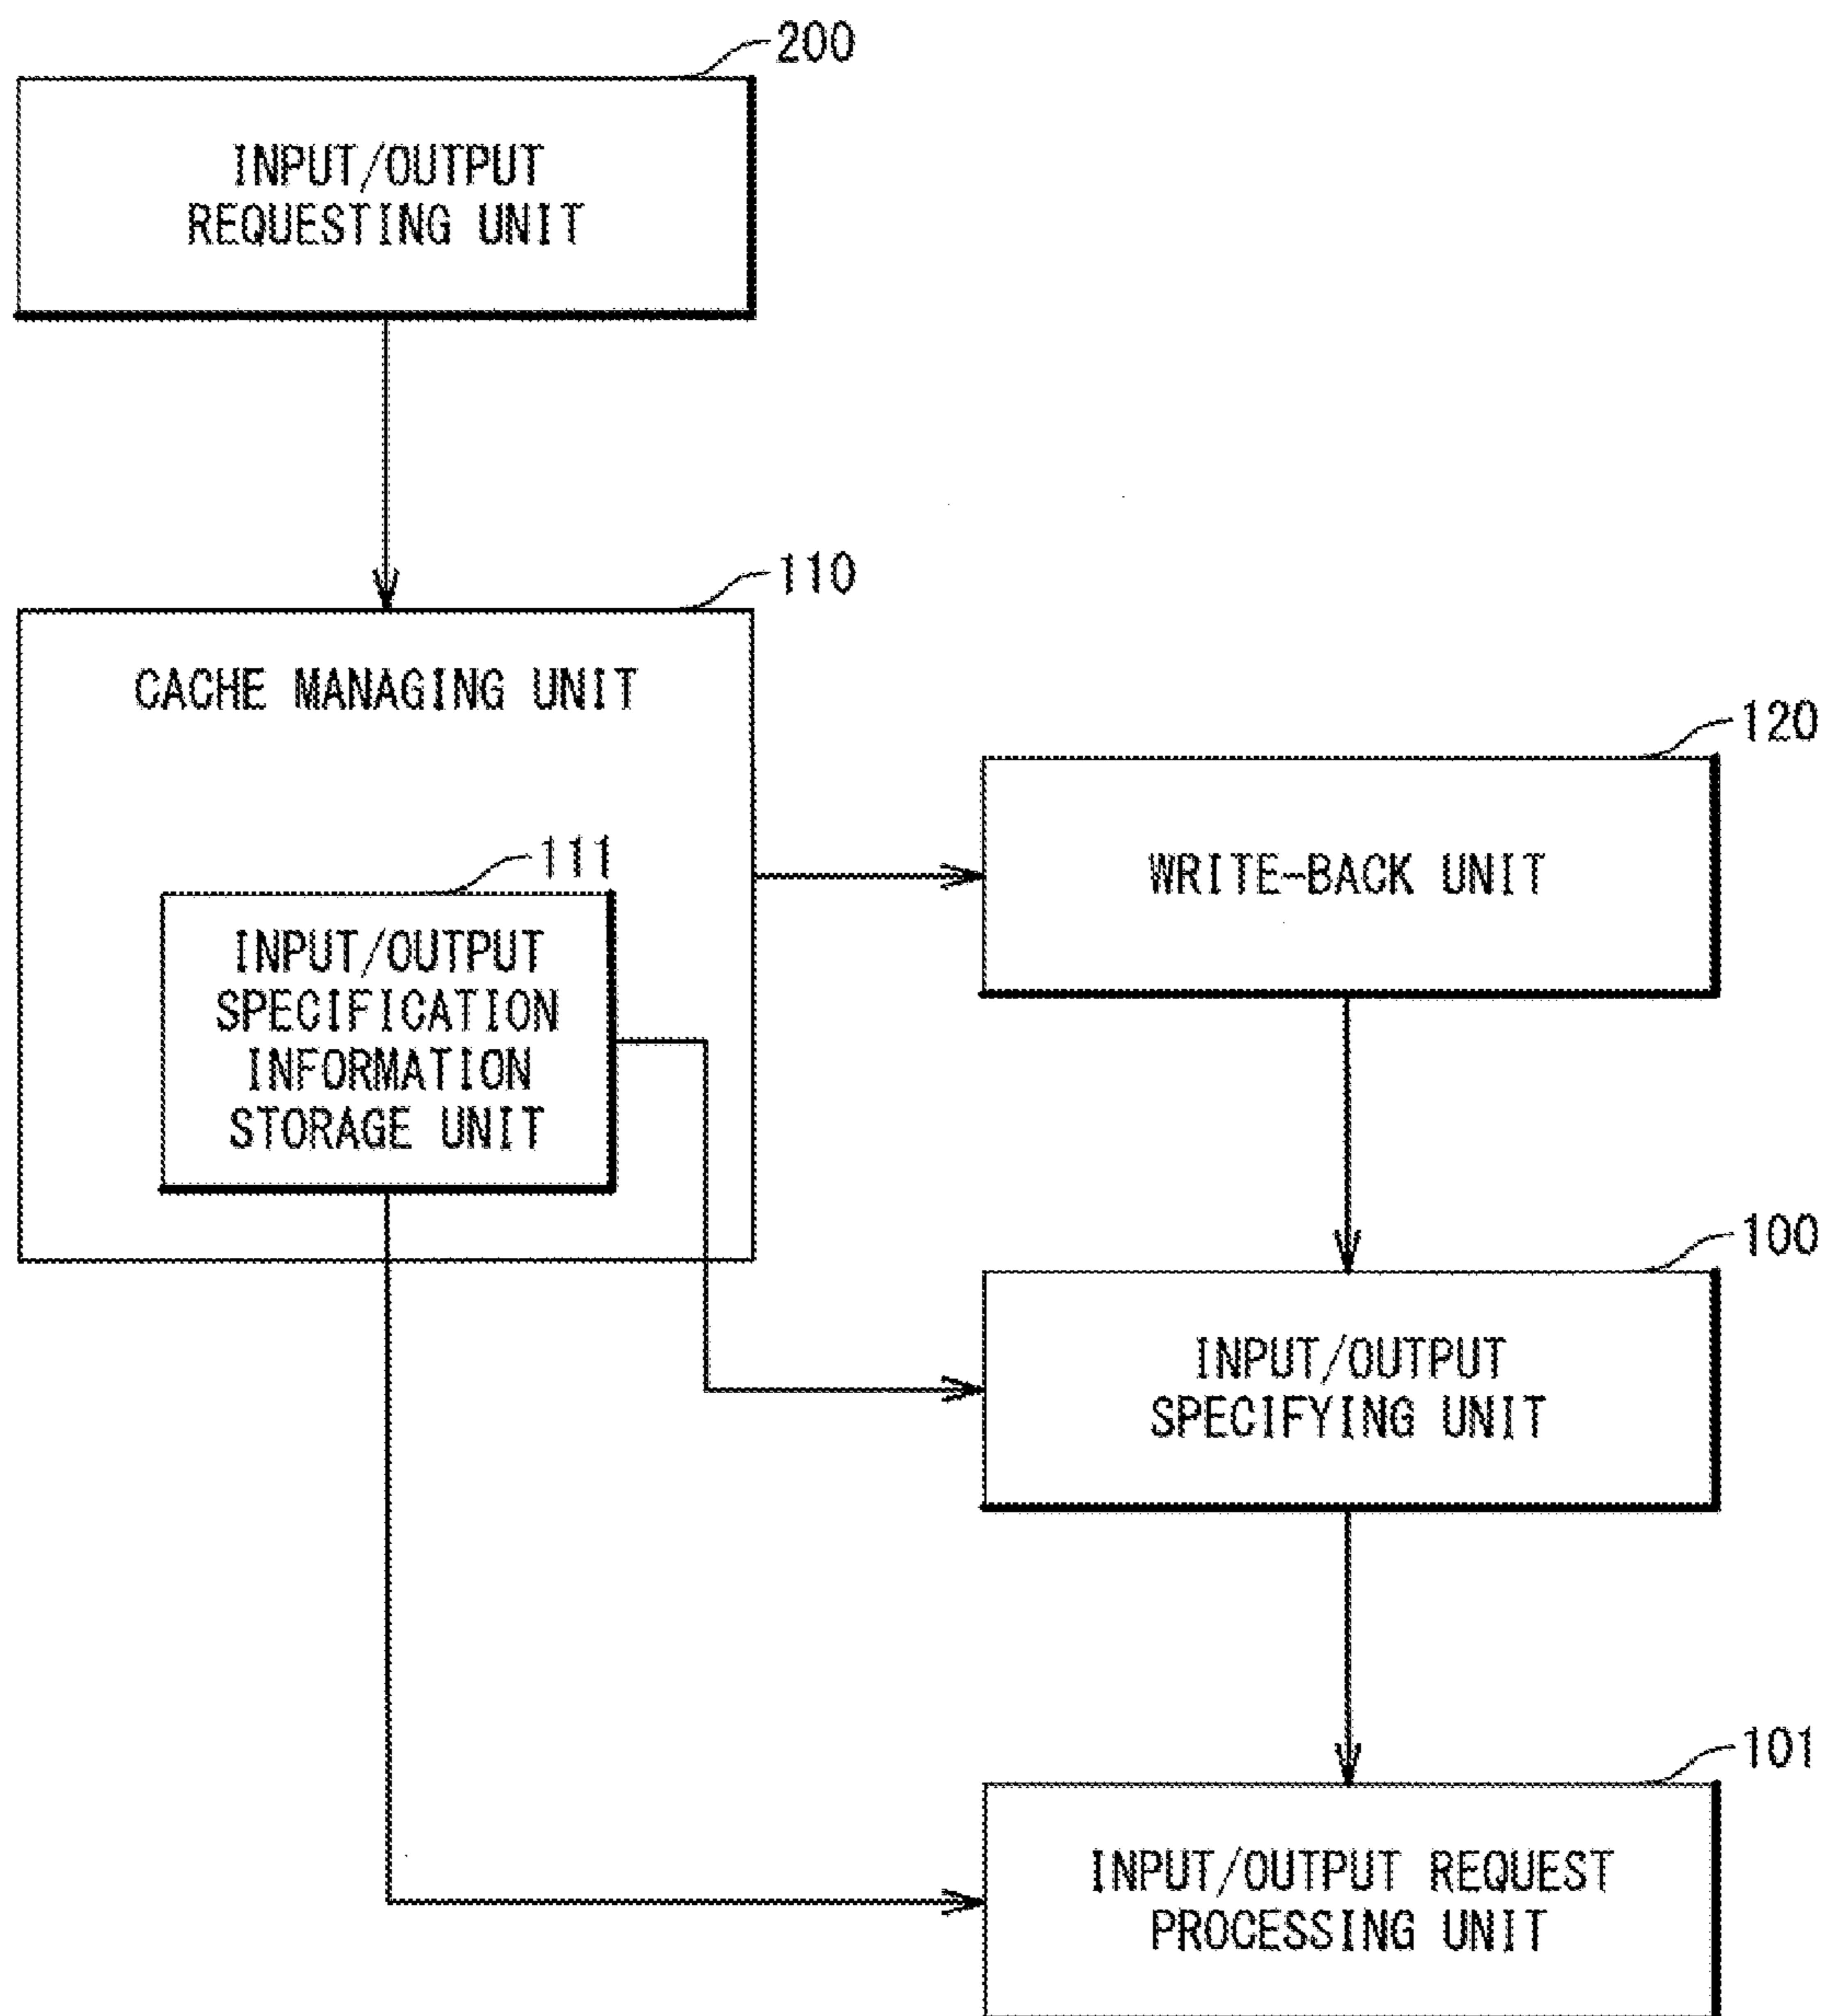 200
INPUT/OUTPUT
REQUESTING UNIT
110
CACHE MANAGING UNIT
120
WRITE-BACK UNIT
111
INPUT/OUTPUT
SPECIFICATION
INFORMATION
STORAGE UNIT
100
INPUT/OUTPUT
SPECIFYING UNIT
101
INPUT/OUTPUT REQUEST
PROCESSING UNIT